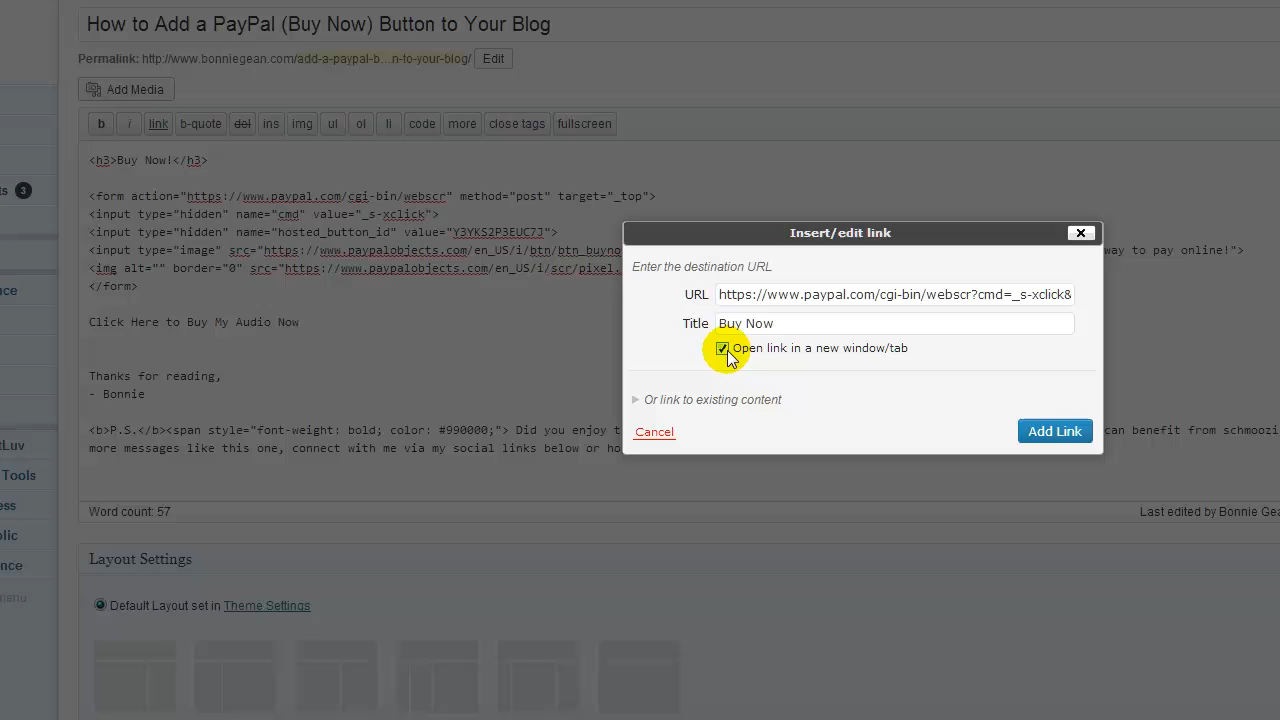 How to Add a PayPal (Buy Now) Button to Your Blog
Permalink: http://www.bonniegean.com/add-a-paypal-b...n-to-your-blog/ Edit
Add Media
b i link b-quote del ins img ul ol li code more close tags fullscreen
<h3>Buy Now!</h3>
ts 3
<form action="https://www.paypal.com/cgi-bin/webscr" method="post" target="_top">
<input type="hidden" name="cmd" value="_s-xclick">
<input type="hidden" name="hosted_button_id" value="Y3YKS2P3EUC7J">
<input type="image" src="https://www.paypalobjects.com/en_US/i/btn/btn_buyno way to pay online!">
<img alt="" border="0" src="https://www.paypalobjects.com/en_US/i/scr/pixel.
</form>
nce
Click Here to Buy My Audio Now
Thanks for reading,
- Bonnie
<b>P.S.</b><span style="font-weight: bold; color: #990000;"> Did you enjoy t can benefit from schmoozi
more messages like this one, connect with me via my social links below or ho
tLuv
Tools
ess
olic
nce
menu
Insert/edit link
Enter the destination URL
URL https://www.paypal.com/cgi-bin/webscr?cmd=_s-xclick&
Title Buy Now
Open link in a new window/tab
Or link to existing content
Cancel Add Link
Word count: 57 Last edited by Bonnie Gea
Layout Settings
Default Layout set in Theme Settings